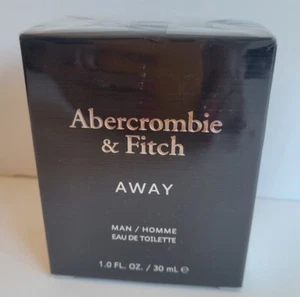 Abercrombie
& Fitch
AWAY
MAN / HOMME
EAU DE TOILETTE
1.0 FL. OZ. / 30 mL e